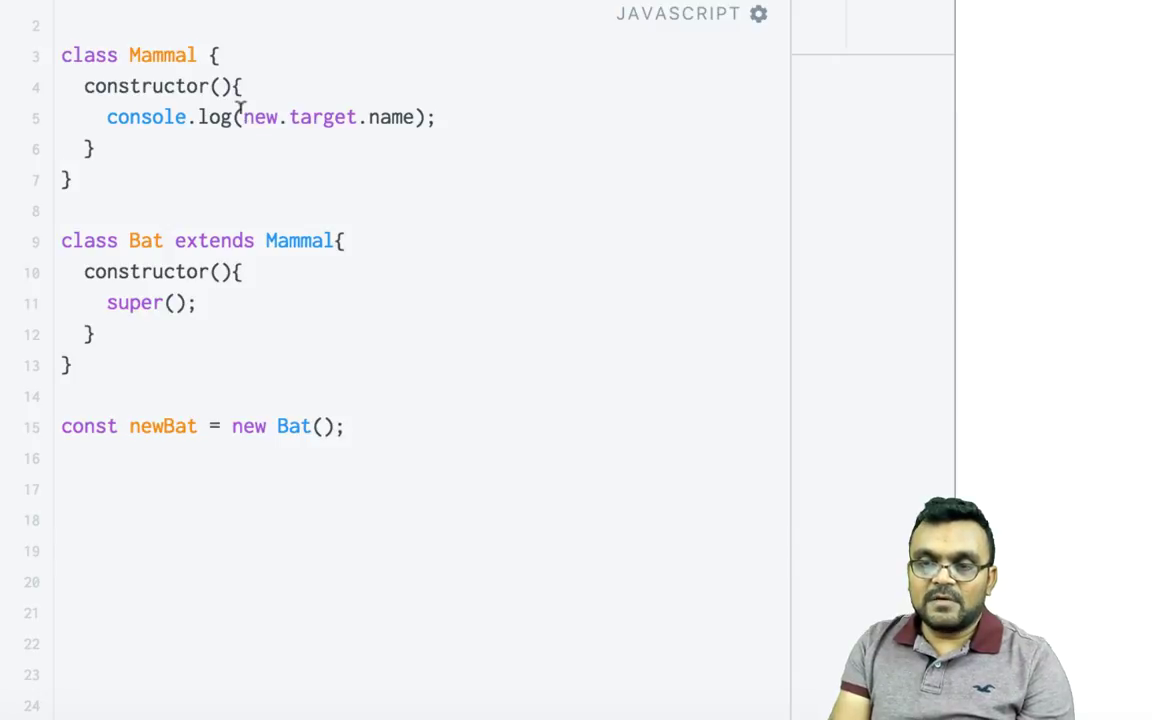 JAVASCRIPT
2
3 class Mammal {
4 constructor(){
5 console.log(new.target.name);
6 }
7 }
8
9 class Bat extends Mammal{
10 constructor(){
11 super();
12 }
13 }
14
15 const newBat = new Bat();
16
17
18
19
20
21
22
23
24